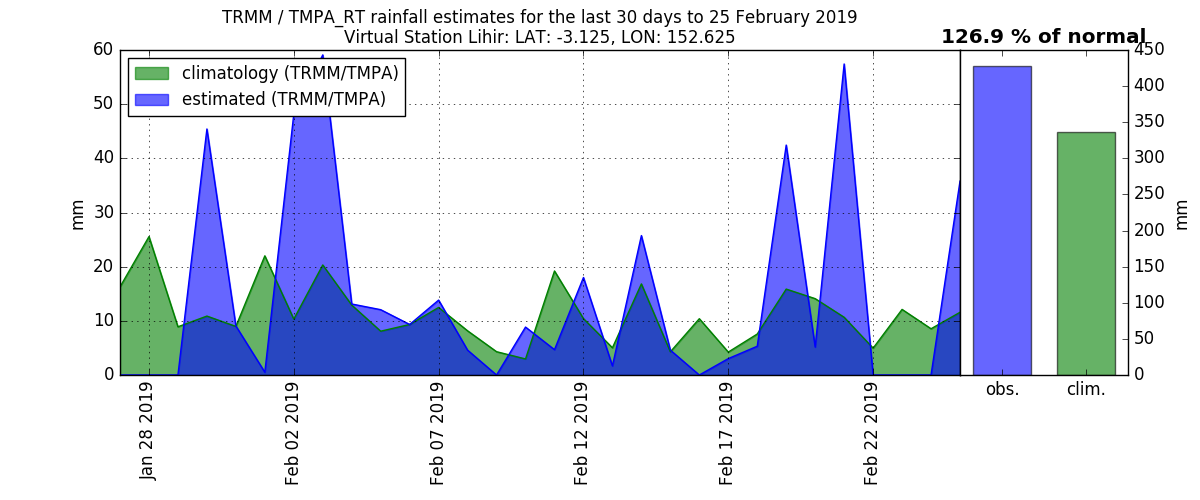 TRMM / TMPA_RT rainfall estimates for the last 30 days to 25 February 2019
Virtual Station Lihir: LAT: -3.125, LON: 152.625
126.9 % of normal
climatology (TRMM/TMPA)
estimated (TRMM/TMPA)
60
50
40
30
20
10
0
mm
Jan 28 2019
Feb 02 2019
Feb 07 2019
Feb 12 2019
Feb 17 2019
Feb 22 2019
450
400
350
300
250
200
150
100
50
0
mm
obs.
clim.